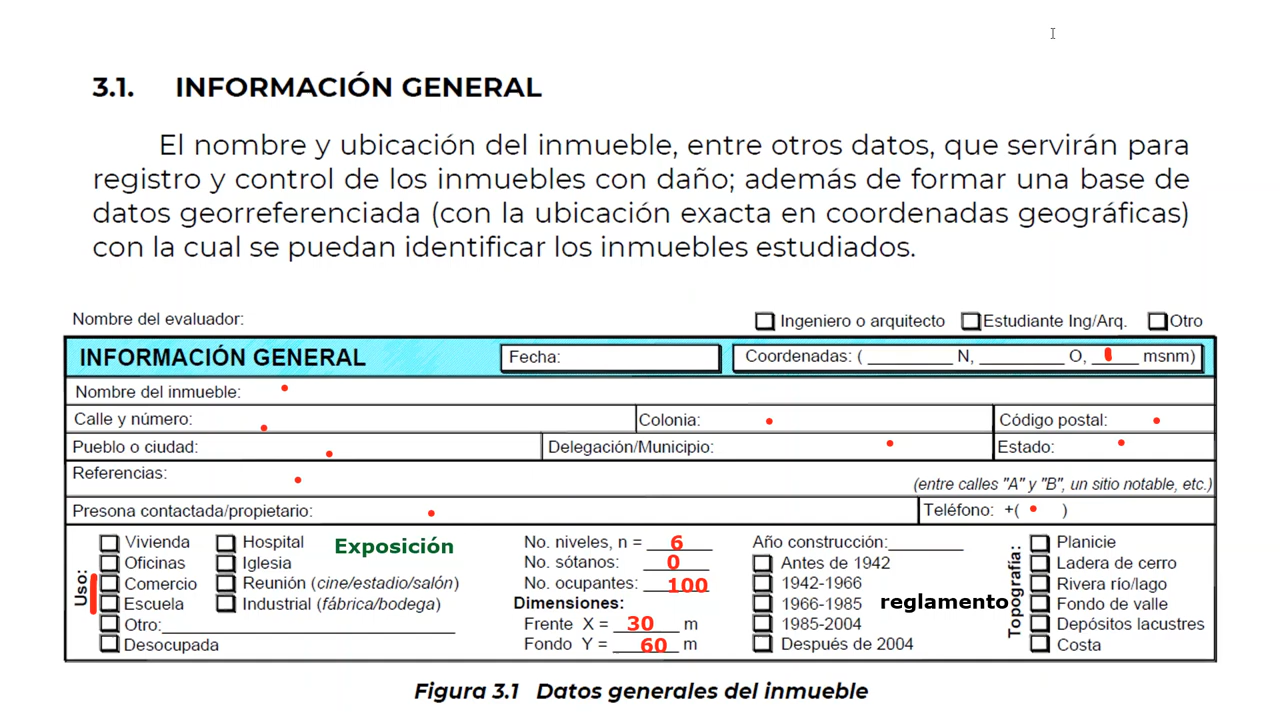 3.1. INFORMACIÓN GENERAL
El nombre y ubicación del inmueble, entre otros datos, que servirán para
registro y control de los inmuebles con daño; además de formar una base de
datos georreferenciada (con la ubicación exacta en coordenadas geográficas)
con la cual se puedan identificar los inmuebles estudiados.
Nombre del evaluador: Ingeniero o arquitecto Estudiante Ing/Arq. Otro
INFORMACIÓN GENERAL Fecha: Coordenadas: ( ________ N, ________ O, ____ msnm)
Nombre del inmueble:
Calle y número: Colonia: Código postal:
Pueblo o ciudad: Delegación/Municipio: Estado:
Referencias:
(entre calles "A" y "B", un sitio notable, etc.)
Presona contactada/propietario: Teléfono: +( )
Uso:
Vivienda
Oficinas
Comercio
Escuela
Otro:
Desocupada
Hospital
Iglesia
Reunión (cine/estadio/salón)
Industrial (fábrica/bodega)
Exposición
No. niveles, n = 6
No. sótanos: 0
No. ocupantes: 100
Dimensiones:
Frente X = 30 m
Fondo Y = 60 m
Año construcción:
Antes de 1942
1942-1966
1966-1985
1985-2004
Después de 2004
reglamento
Topografía:
Planicie
Ladera de cerro
Rivera río/lago
Fondo de valle
Depósitos lacustres
Costa
Figura 3.1 Datos generales del inmueble